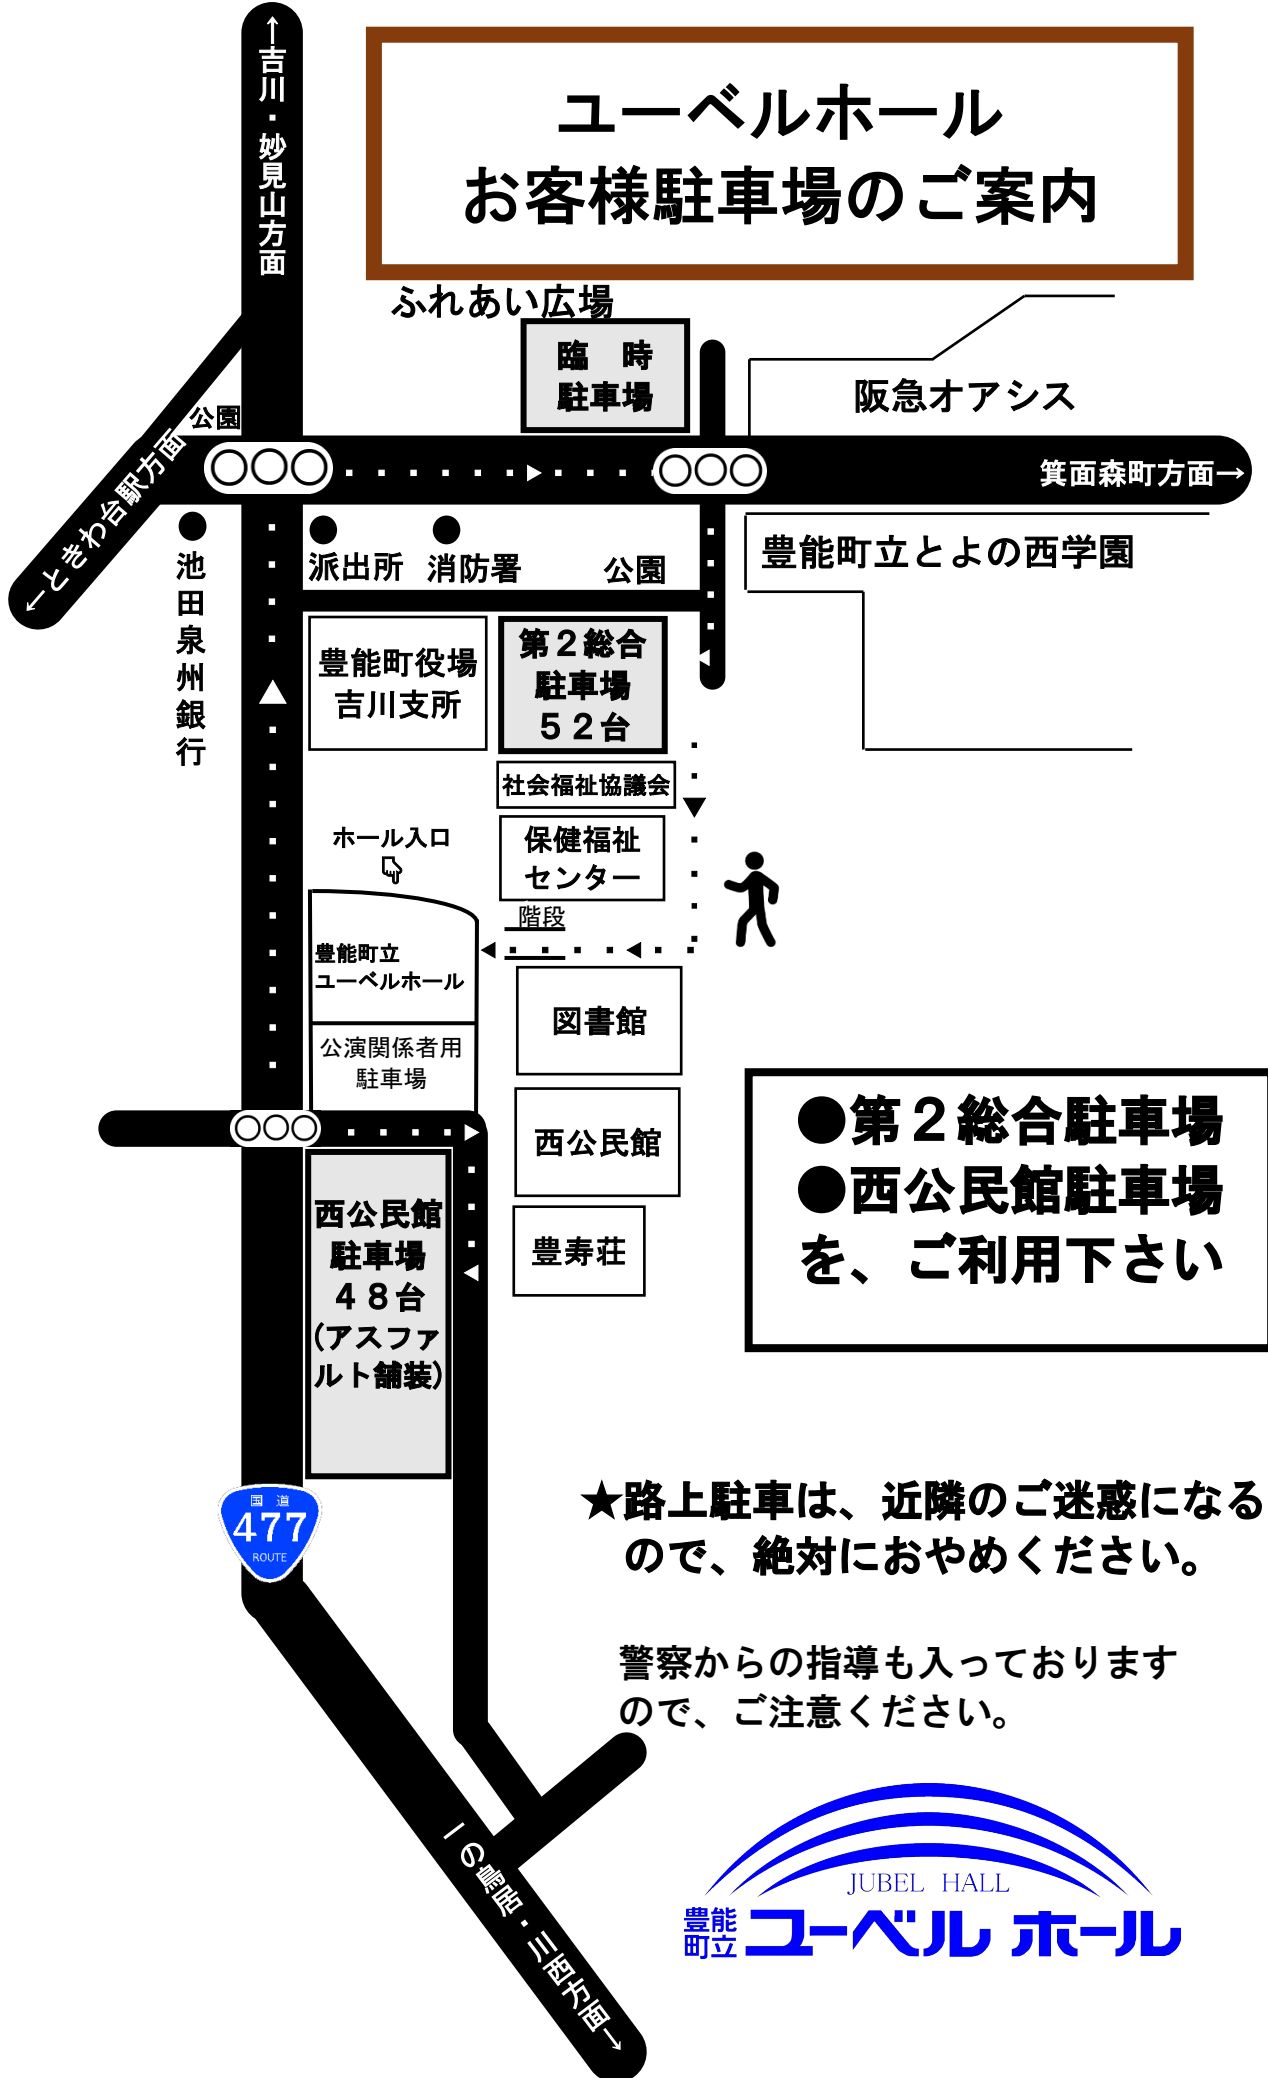 ユーベルホール
お客様駐車場のご案内
←吉川・妙見山方面
ふれあい広場
臨　時
駐車場
阪急オアシス
公園
←ときわ台駅方面
箕面森町方面→
池田泉州銀行
派出所
消防署
公園
豊能町立とよの西学園
豊能町役場
吉川支所
第２総合
駐車場
５２台
社会福祉協議会
保健福祉
センター
ホール入口
階段
豊能町立
ユーベルホール
公演関係者用
駐車場
図書館
西公民館
豊寿荘
西公民館
駐車場
４８台
(アスファ
ルト舗装)
●第２総合駐車場
●西公民館駐車場
を、ご利用下さい
国道
477
ROUTE
★路上駐車は、近隣のご迷惑になる
ので、絶対におやめください。
警察からの指導も入っております
ので、ご注意ください。
一の鳥居・川西方面→
JUBEL HALL
豊能
町立
ユーベル ホール